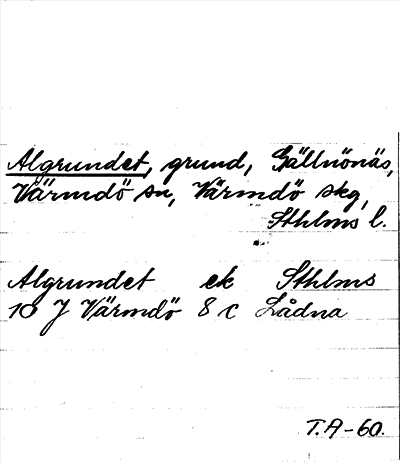 Algrundet, grund, Gällnönäs,
Värmdö sn, Värmdö skg,
Sthlms l.
Algrundet ek Sthlms
10 J Värmdö 8 c Lådna
T.A-60.